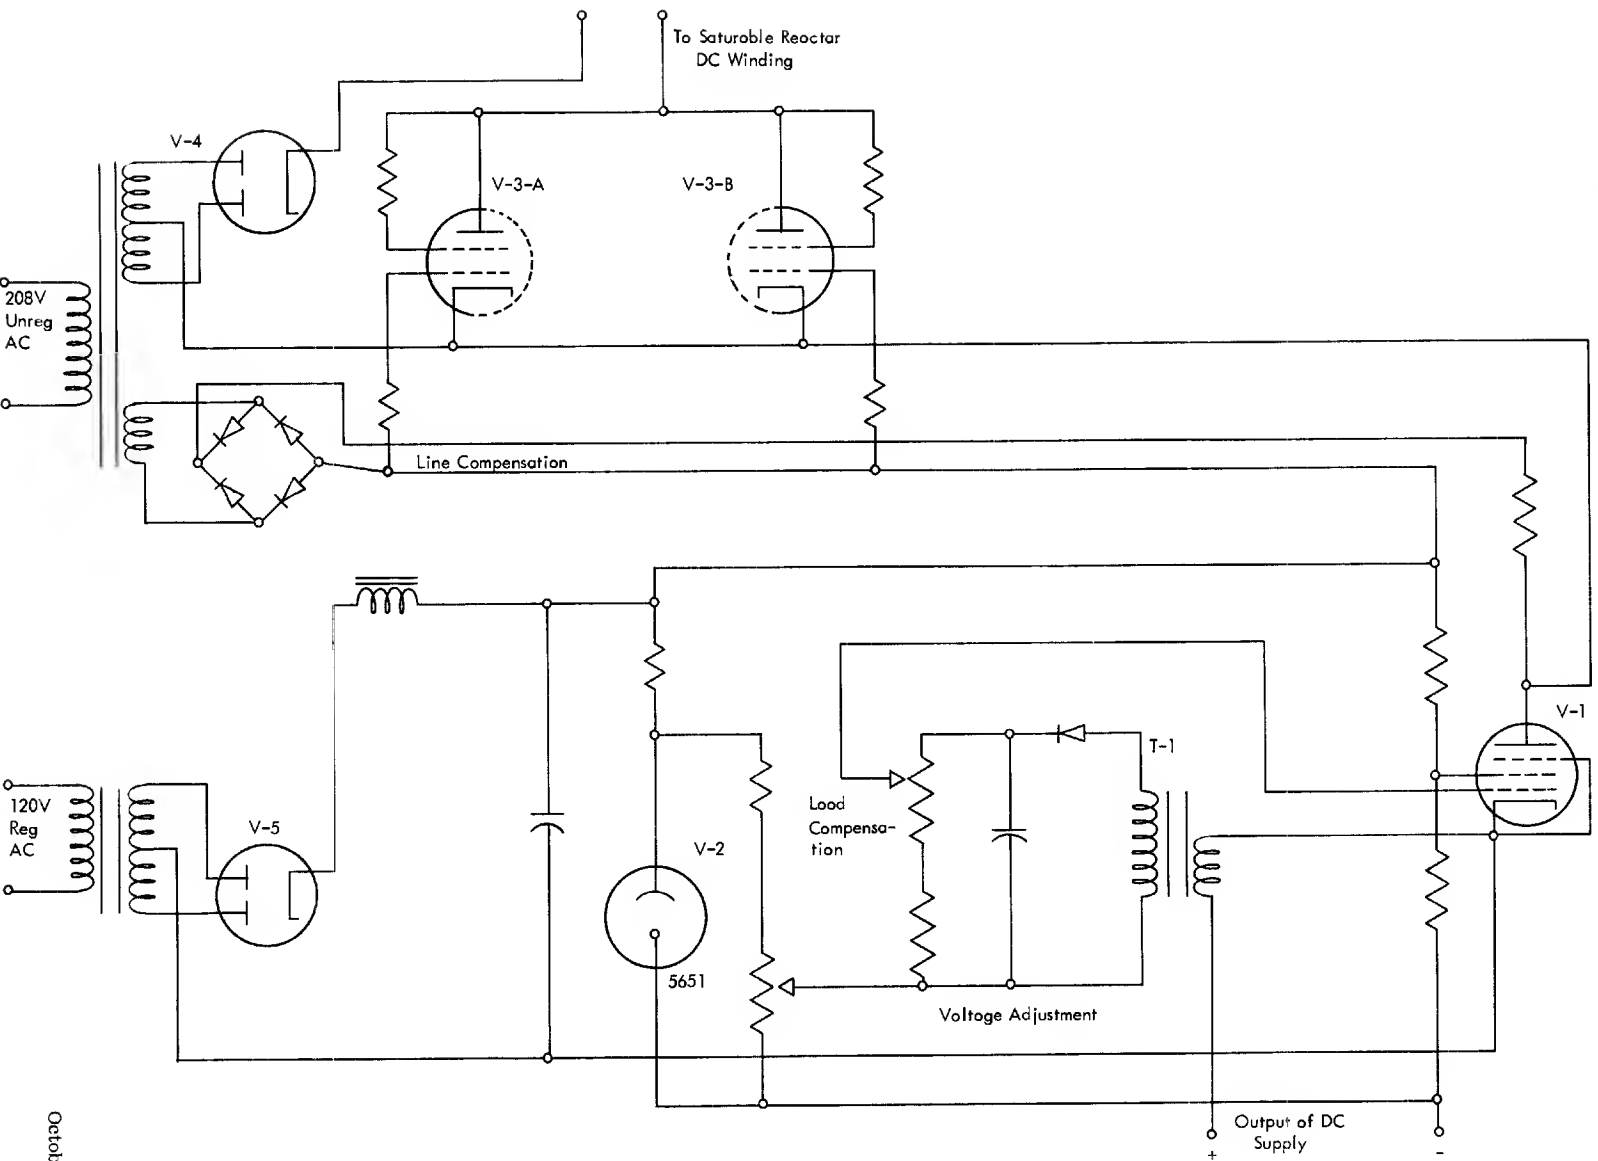 To Saturoble Reoctar
DC Winding
V-4
V-3-A
V-3-B
208V
Unreg
AC
Line Compensation
V-1
T-1
120V
Reg
AC
V-5
Lood
Compensa-
tion
V-2
5651
Voltoge Adjustment
Output of DC
Supply
+
-
Octob